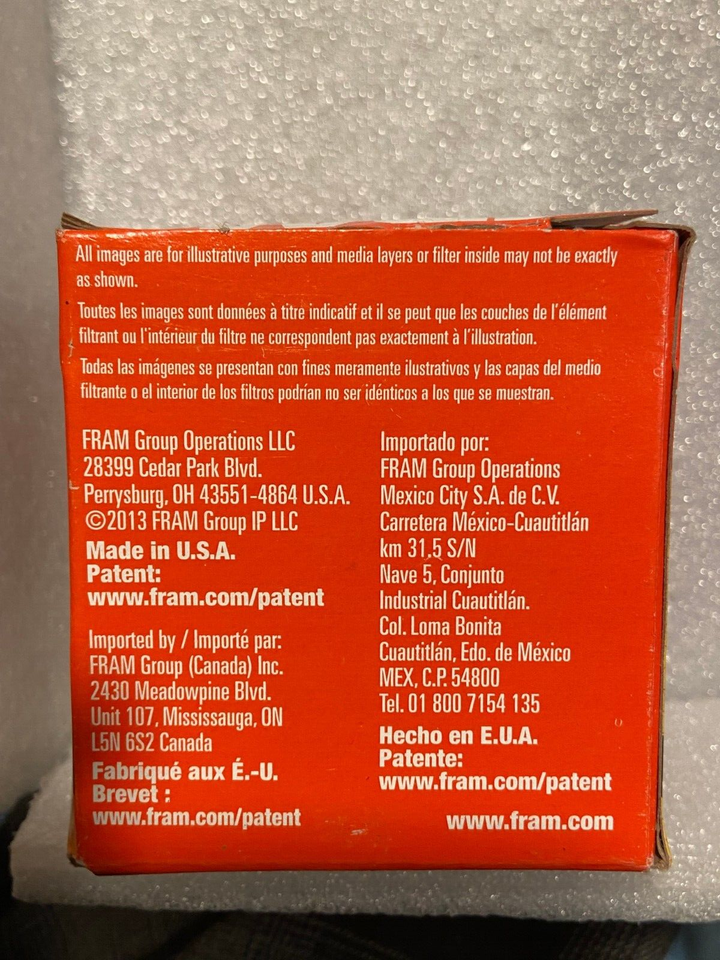 All images are for illustrative purposes and media layers or filter inside may not be exactly
as shown.
Toutes les images sont données à titre indicatif et il se peut que les couches de l'élément
filtrant ou l'intérieur du filtre ne correspondent pas exactement à l'illustration.
Todas las imágenes se presentan con fines meramente ilustrativos y las capas del medio
filtrante o el interior de los filtros podrían no ser idénticos a los que se muestran.
FRAM Group Operations LLC
28399 Cedar Park Blvd.
Perrysburg, OH 43551-4864 U.S.A.
©2013 FRAM Group IP LLC
Made in U.S.A.
Patent:
www.fram.com/patent
Imported by / Importé par:
FRAM Group (Canada) Inc.
2430 Meadowpine Blvd.
Unit 107, Mississauga, ON
L5N 6S2 Canada
Fabriqué aux É.-U.
Brevet :
www.fram.com/patent
Importado por:
FRAM Group Operations
Mexico City S.A. de C.V.
Carretera México-Cuautitlán
km 31,5 S/N
Nave 5, Conjunto
Industrial Cuautitlán.
Col. Loma Bonita
Cuautitlán, Edo. de México
MEX, C.P. 54800
Tel. 01 800 7154 135
Hecho en E.U.A.
Patente:
www.fram.com/patent
www.fram.com